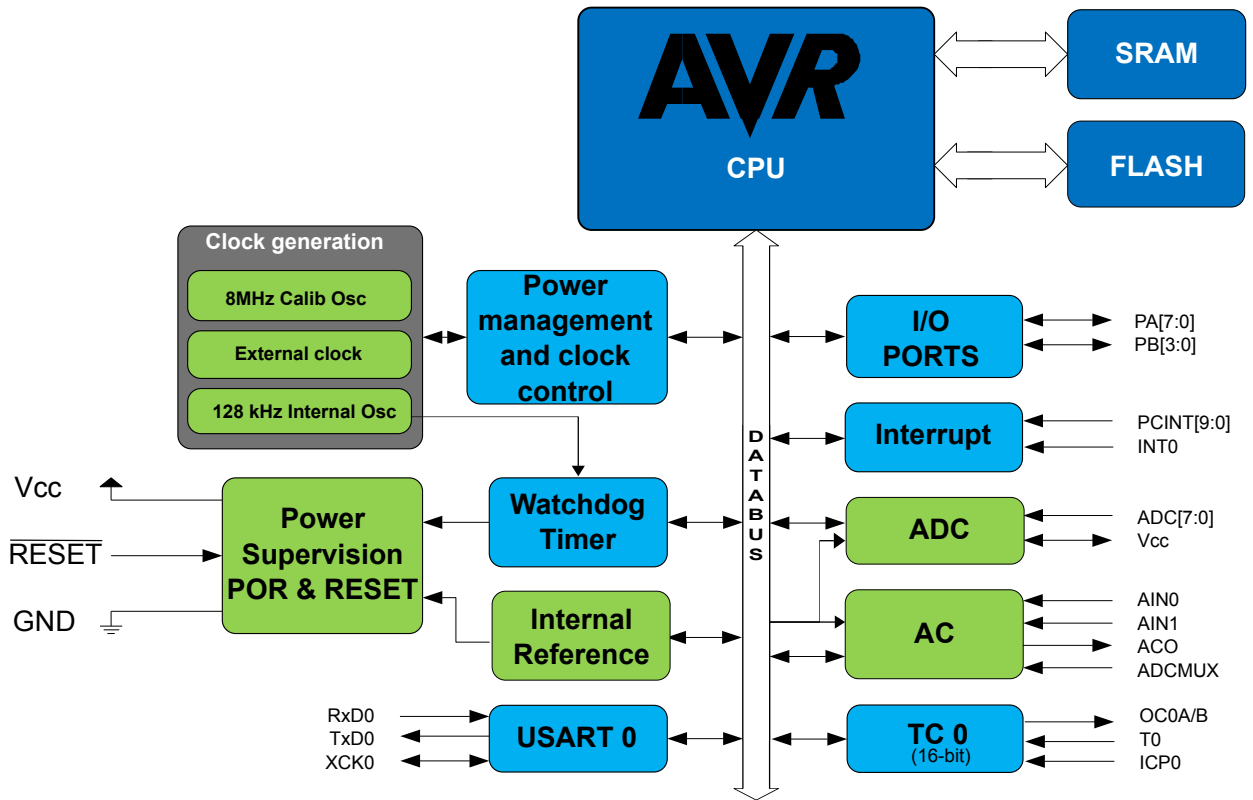 AVR
CPU
SRAM
FLASH
Clock generation
8MHz Calib Osc
External clock
128 kHz Internal Osc
Power
management
and clock
control
I/O
PORTS
PA[7:0]
PB[3:0]
Interrupt
PCINT[9:0]
INT0
DATABUS
Vcc
RESET
GND
Power
Supervision
POR & RESET
Watchdog
Timer
ADC
ADC[7:0]
Vcc
Internal
Reference
AC
AIN0
AIN1
ACO
ADCMUX
RxD0
TxD0
XCK0
USART 0
TC 0
(16-bit)
OC0A/B
T0
ICP0